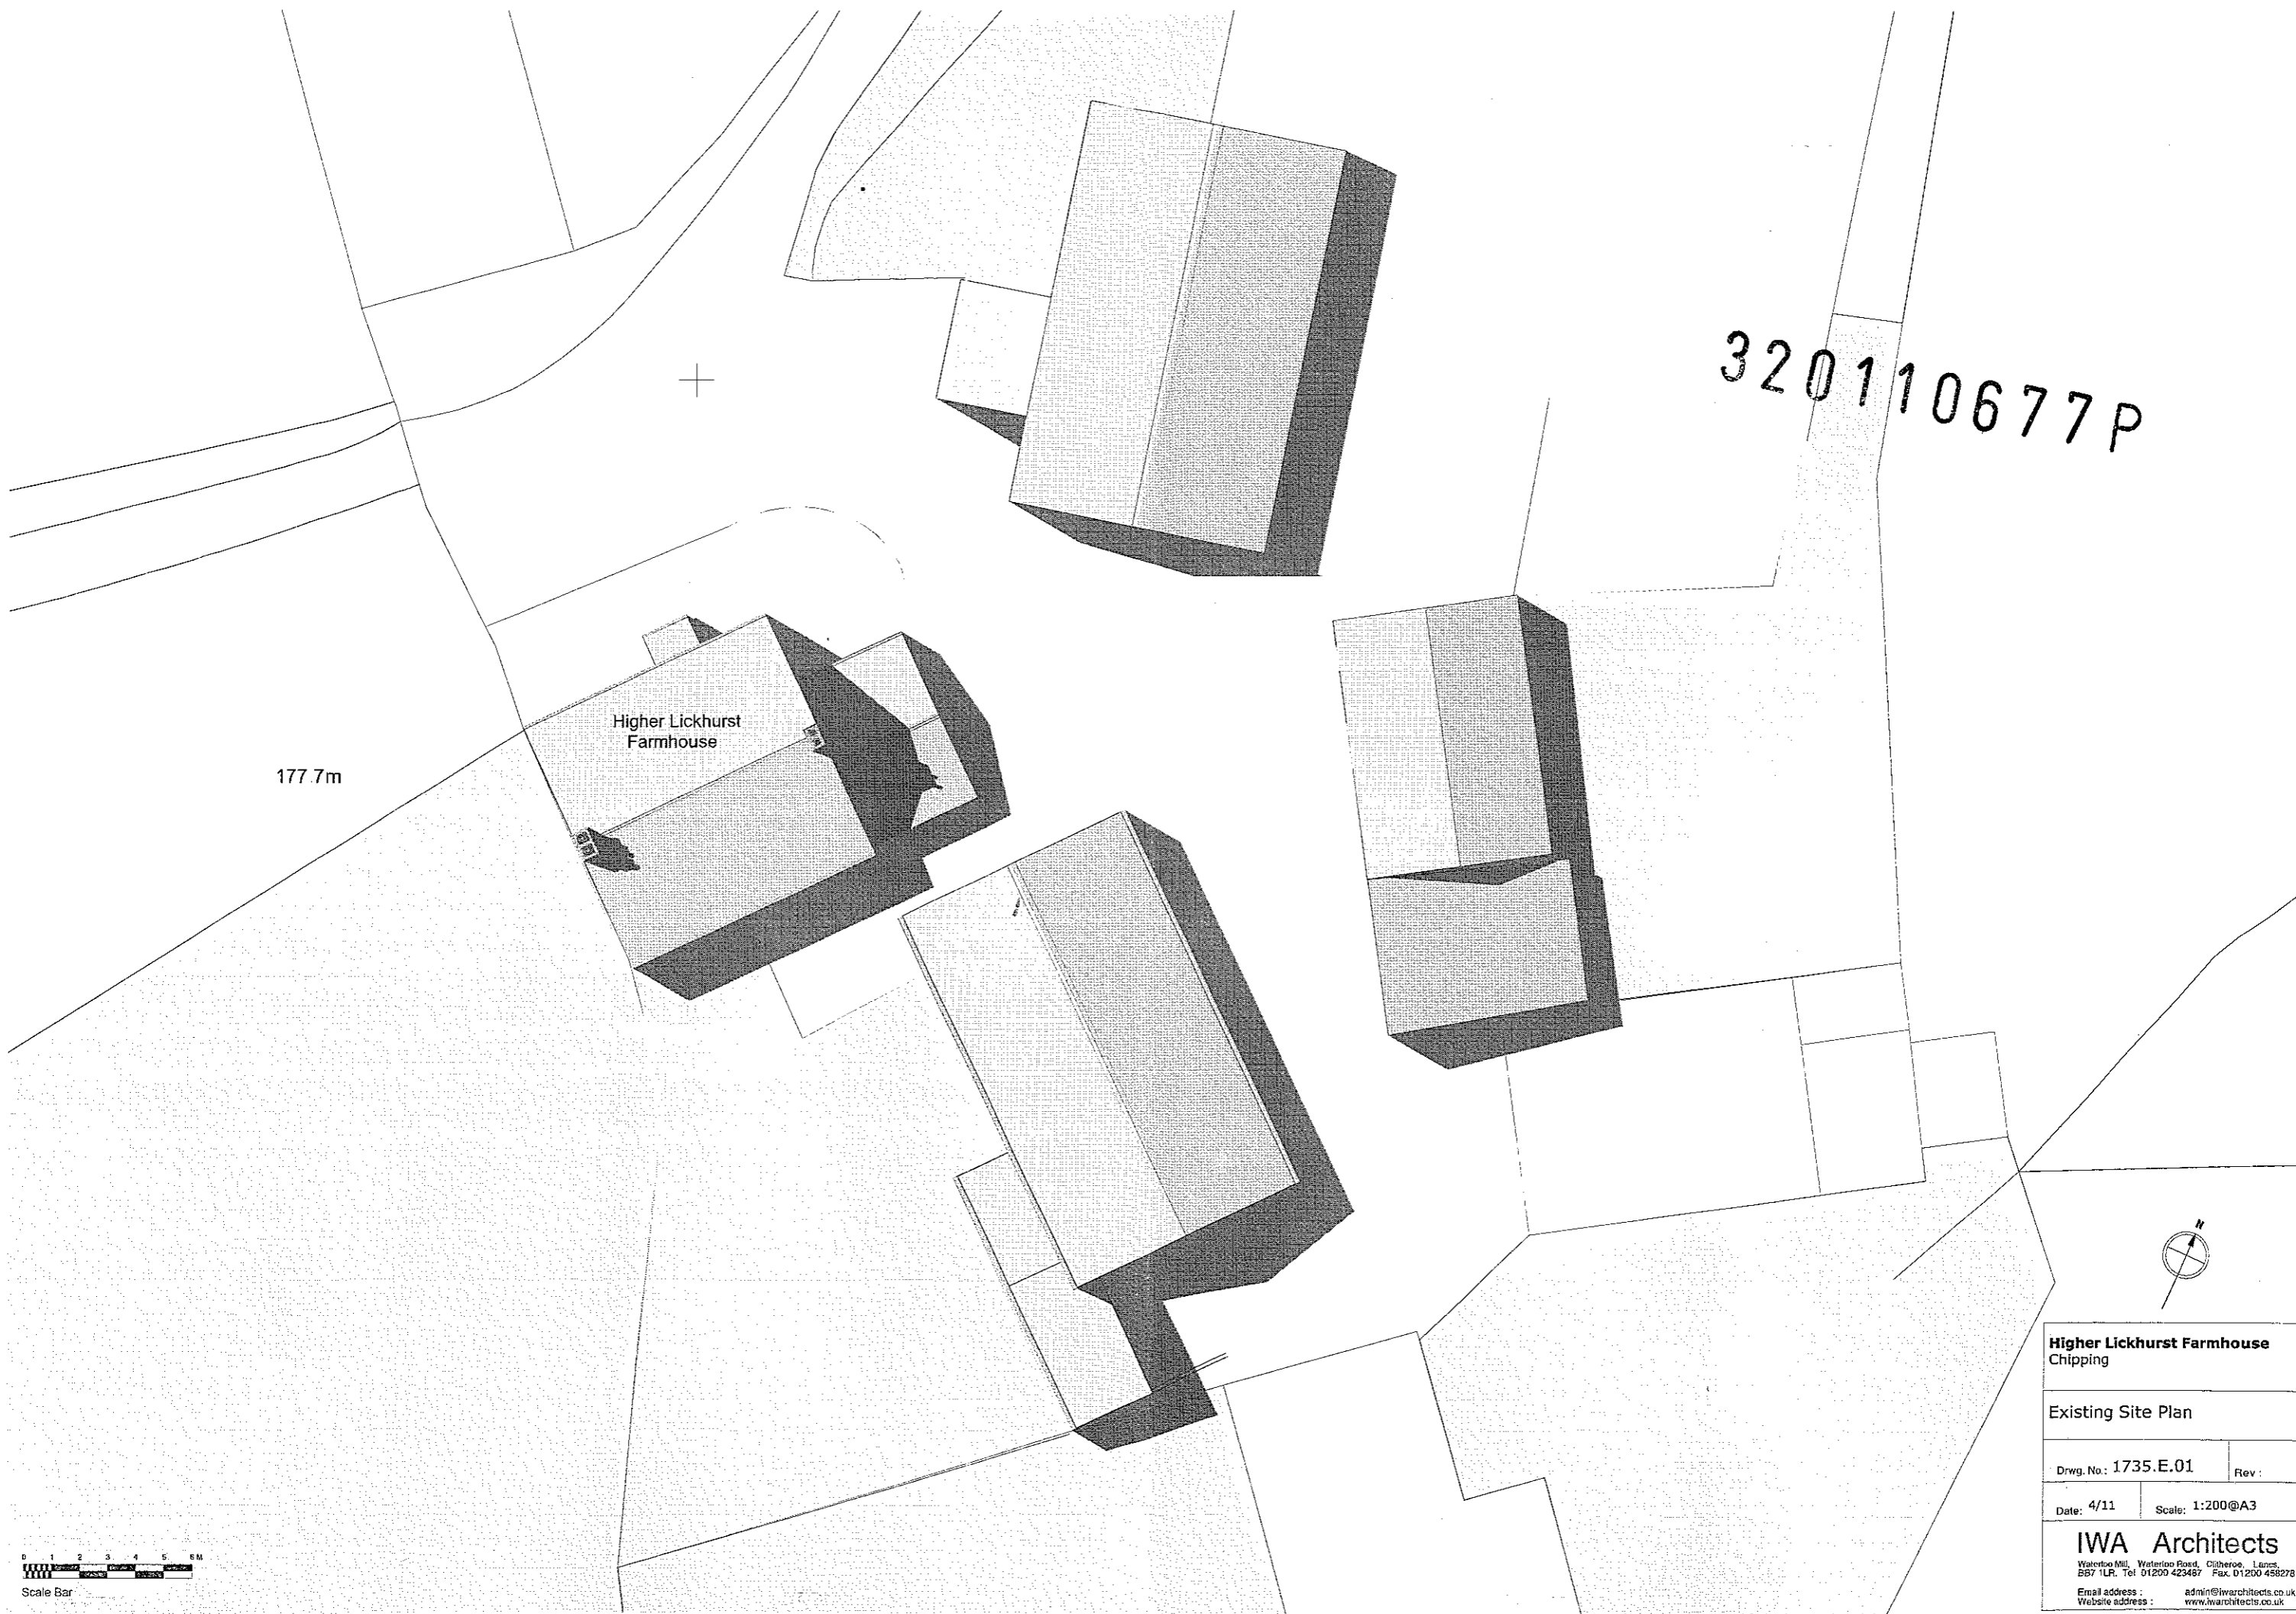 320110677P
Higher Lickhurst
Farmhouse
177.7m
N
Higher Lickhurst Farmhouse
Chipping
Existing Site Plan
Drwg. No.: 1735.E.01 Rev :
Date: 4/11 Scale: 1:200@A3
IWA Architects
Waterloo Mill, Waterloo Road, Clitheroe, Lancs,
BB7 1LR. Tel 01200 423487 Fax. 01200 458278
Email address : admin@iwarchitects.co.uk
Website address : www.iwarchitects.co.uk
0 1 2 3 4 5 6 M
Scale Bar